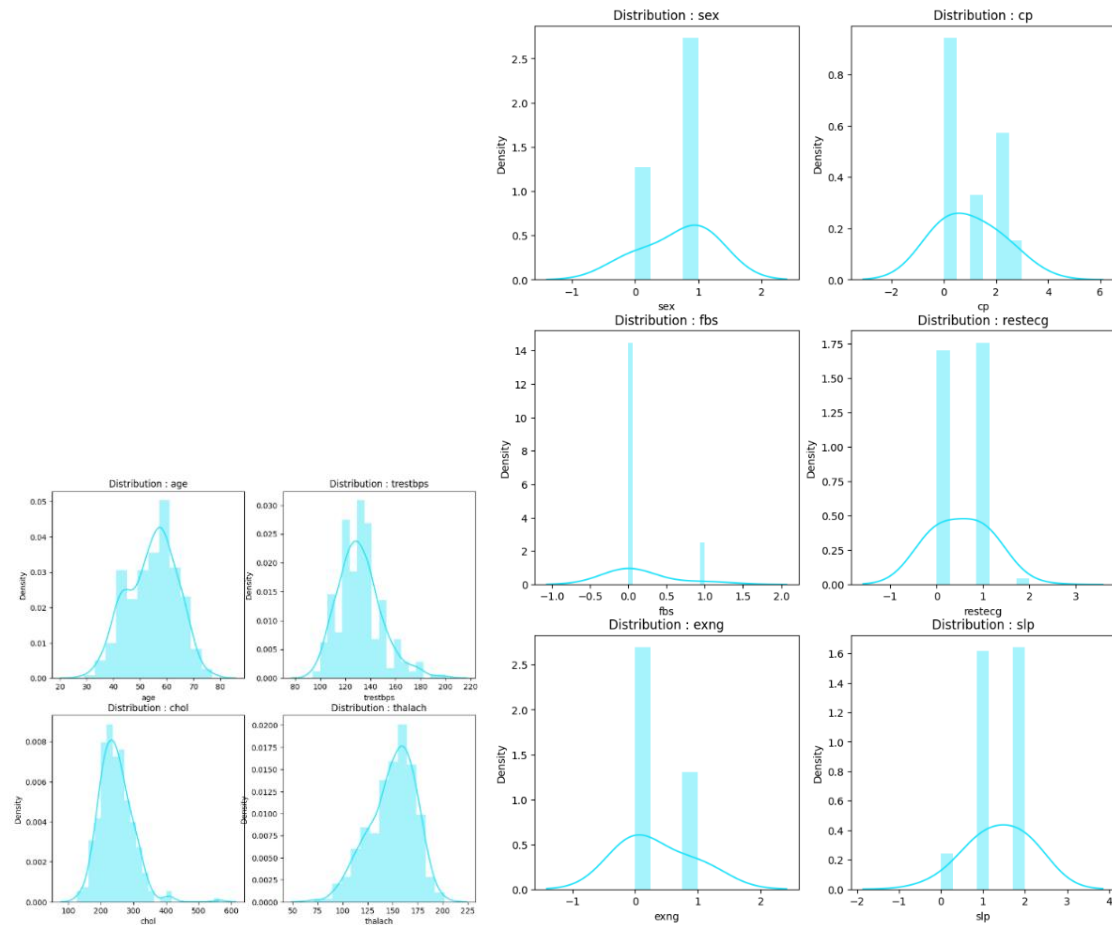 Distribution : sex
Density
2.5
2.0
1.5
1.0
0.5
0.0
−1 0 1 2
sex
Distribution : cp
Density
0.8
0.6
0.4
0.2
0.0
−2 0 2 4 6
cp
Distribution : fbs
Density
14
12
10
8
6
4
2
0
−1.0 −0.5 0.0 0.5 1.0 1.5 2.0
fbs
Distribution : restecg
Density
1.75
1.50
1.25
1.00
0.75
0.50
0.25
0.00
−1 0 1 2 3
restecg
Distribution : age
Density
0.05
0.04
0.03
0.02
0.01
0.00
20 30 40 50 60 70 80
age
Distribution : trestbps
Density
0.030
0.025
0.020
0.015
0.010
0.005
0.000
80 100 120 140 160 180 200 220
trestbps
Distribution : chol
Density
0.008
0.006
0.004
0.002
0.000
100 200 300 400 500 600
chol
Distribution : thalach
Density
0.0200
0.0175
0.0150
0.0125
0.0100
0.0075
0.0050
0.0025
0.0000
50 75 100 125 150 175 200 225
thalach
Distribution : exng
Density
2.5
2.0
1.5
1.0
0.5
0.0
−1 0 1 2
exng
Distribution : slp
Density
1.6
1.4
1.2
1.0
0.8
0.6
0.4
0.2
0.0
−2 −1 0 1 2 3 4
slp